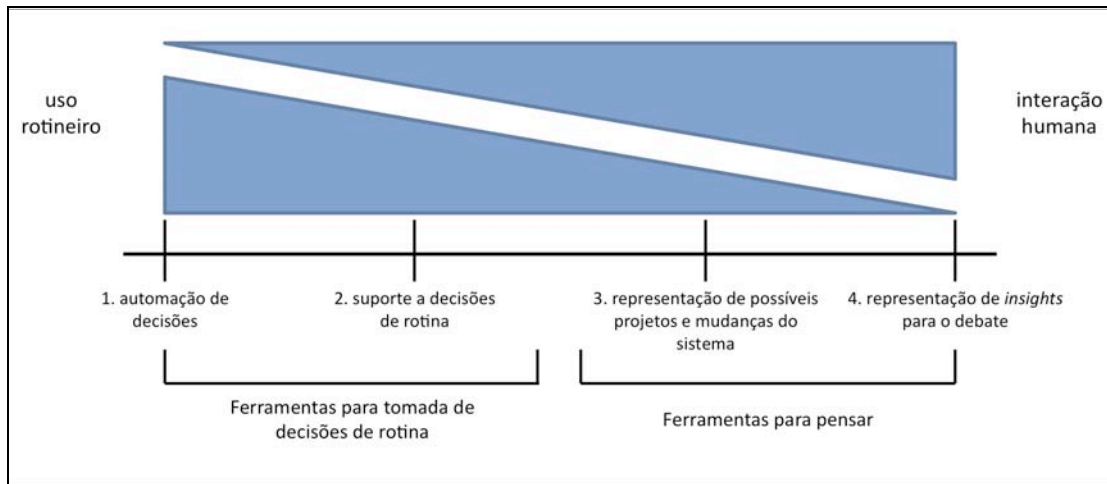 uso
rotineiro
interação
humana
1. automação de
decisões
2. suporte a decisões
de rotina
3. representação de possíveis
projetos e mudanças do
sistema
4. representação de insights
para o debate
Ferramentas para tomada de
decisões de rotina
Ferramentas para pensar